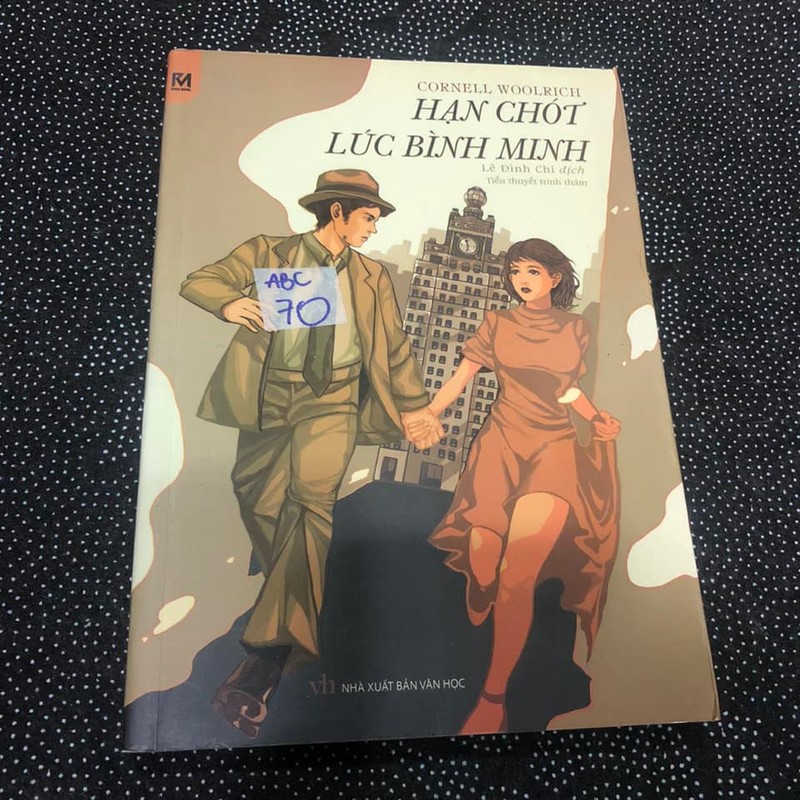 CORNELL WOOLRICH
HẠN CHÓT
LÚC BÌNH MINH
Lê Đình Chi dịch
Tiểu thuyết trinh thám
ABC
70
vh NHÀ XUẤT BẢN VĂN HỌC